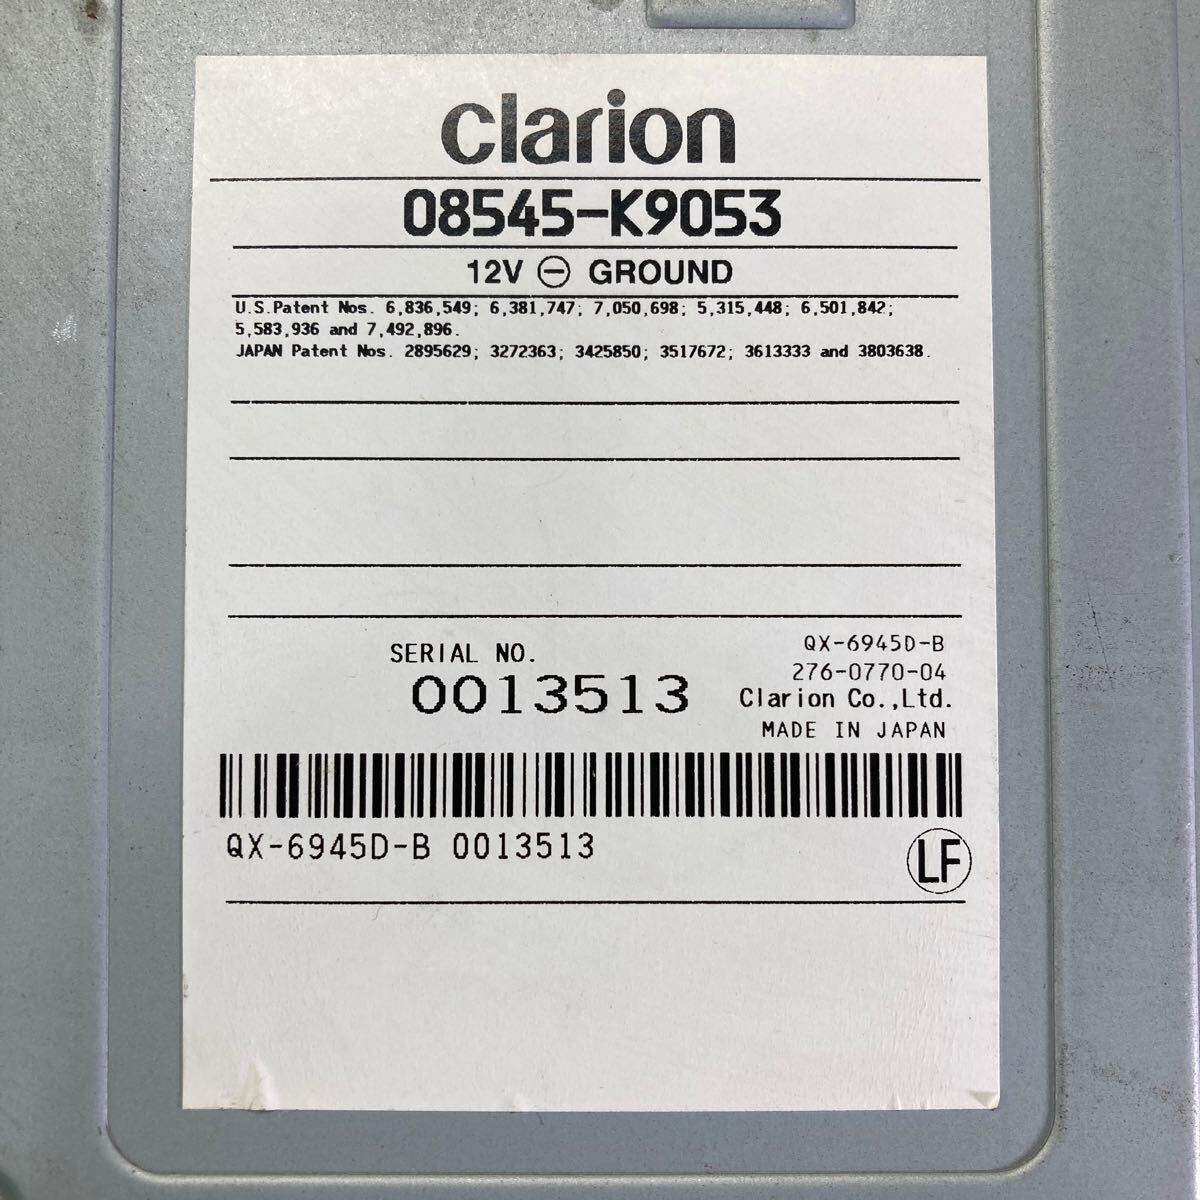 clarion
08545-K9053
12V ⊖ GROUND
U.S.Patent Nos. 6,836,549; 6,381,747; 7,050,698; 5,315,448; 6,501,842;
5,583,936 and 7,492,896.
JAPAN Patent Nos. 2895629; 3272363; 3425850; 3517672; 3613333 and 3803638.
SERIAL NO.
0013513
QX-6945D-B
276-0770-04
Clarion Co.,Ltd.
MADE IN JAPAN
QX-6945D-B 0013513
LF